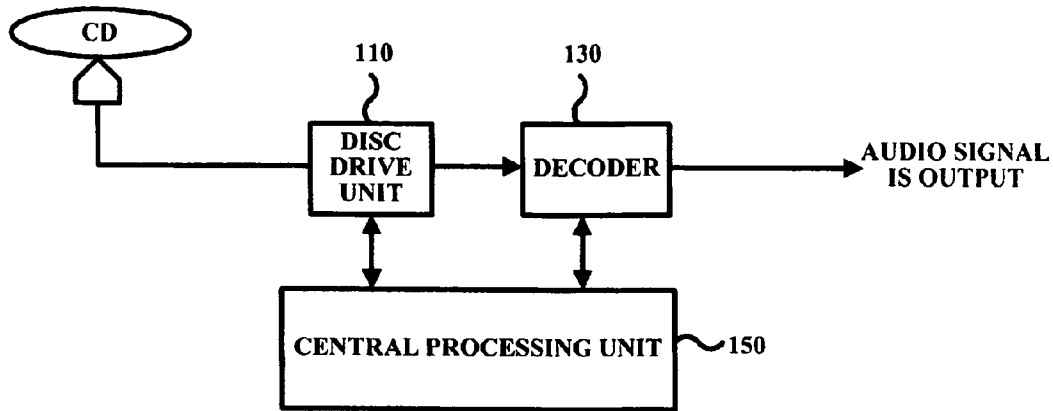 CD
110
130
DISC
DRIVE
UNIT
DECODER
AUDIO SIGNAL
IS OUTPUT
CENTRAL PROCESSING UNIT
150